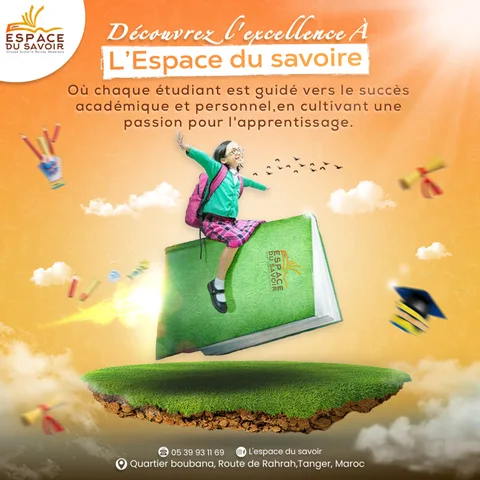 ESPACE
DU SAVOIR
Découvrez l'excellence À
L'Espace du savoire
Où chaque étudiant est guidé vers le succès
académique et personnel,en cultivant une
passion pour l'apprentissage.
ESPACE
DU SAVOIR
05 39 93 11 69
L'espace du savoir
Quartier boubana, Route de Rahrah,Tanger, Maroc